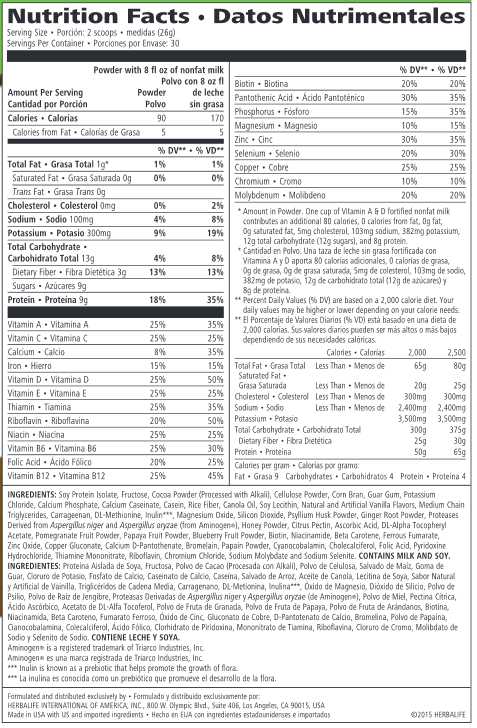 Nutrition Facts • Datos Nutrimentales
Serving Size • Porción: 2 scoops • medidas (26g)
Servings Per Container • Porciones por Envase: 30
Powder with 8 fl oz of nonfat milk
Polvo con 8 oz fl
Amount Per Serving Powder de leche
Cantidad por Porción Polvo sin grasa
Calories • Calorías 90 170
Calories from Fat • Calorías de Grasa 5 5
% DV** • % VD**
Total Fat • Grasa Total 1g* 1% 1%
Saturated Fat • Grasa Saturada 0g 0% 0%
Trans Fat • Grasa Trans 0g
Cholesterol • Colesterol 0mg 0% 2%
Sodium • Sodio 100mg 4% 8%
Potassium • Potasio 300mg 9% 19%
Total Carbohydrate •
Carbohidrato Total 13g 4% 8%
Dietary Fiber • Fibra Dietética 3g 13% 13%
Sugars • Azúcares 9g
Protein • Proteína 9g 18% 35%
Vitamin A • Vitamina A 25% 35%
Vitamin C • Vitamina C 25% 25%
Calcium • Calcio 8% 35%
Iron • Hierro 15% 15%
Vitamin D • Vitamina D 25% 50%
Vitamin E • Vitamina E 25% 25%
Thiamin • Tiamina 25% 35%
Riboflavin • Riboflavina 20% 50%
Niacin • Niacina 25% 25%
Vitamin B6 • Vitamina B6 25% 30%
Folic Acid • Ácido Fólico 20% 25%
Vitamin B12 • Vitamina B12 25% 45%
% DV** • % VD**
Biotin • Biotina 20% 20%
Pantothenic Acid • Ácido Pantoténico 30% 35%
Phosphorus • Fósforo 15% 35%
Magnesium • Magnesio 10% 15%
Zinc • Cinc 30% 35%
Selenium • Selenio 20% 30%
Copper • Cobre 25% 25%
Chromium • Cromo 10% 10%
Molybdenum • Molibdeno 20% 20%
* Amount in Powder. One cup of Vitamin A & D fortified nonfat milk
contributes an additional 80 calories, 0 calories from fat, 0g fat,
0g saturated fat, 5mg cholesterol, 103mg sodium, 382mg potassium,
12g total carbohydrate (12g sugars), and 8g protein.
* Cantidad en Polvo. Una taza de leche sin grasa fortificada con
Vitamina A y D aporta 80 calorías adicionales, 0 calorías de grasa,
0g de grasa, 0g de grasa saturada, 5mg de colesterol, 103mg de sodio,
382mg de potasio, 12g de carbohidrato total (12g de azúcares) y
8g de proteína.
** Percent Daily Values (% DV) are based on a 2,000 calorie diet. Your
daily values may be higher or lower depending on your calorie needs.
** El Porcentaje de Valores Diarios (% VD) está basado en una dieta de
2,000 calorías. Sus valores diarios pueden ser más altos o más bajos
dependiendo de sus necesidades calóricas.
Calories • Calorías 2,000 2,500
Total Fat • Grasa Total Less Than • Menos de 65g 80g
Saturated Fat •
Grasa Saturada Less Than • Menos de 20g 25g
Cholesterol • Colesterol Less Than • Menos de 300mg 300mg
Sodium • Sodio Less Than • Menos de 2,400mg 2,400mg
Potassium • Potasio 3,500mg 3,500mg
Total Carbohydrate • Carbohidrato Total 300g 375g
Dietary Fiber • Fibra Dietética 25g 30g
Protein • Proteína 50g 65g
Calories per gram • Calorías por gramo:
Fat • Grasa 9 Carbohydrates • Carbohidratos 4 Protein • Proteína 4
INGREDIENTS: Soy Protein Isolate, Fructose, Cocoa Powder (Processed with Alkali), Cellulose Powder, Corn Bran, Guar Gum, Potassium
Chloride, Calcium Phosphate, Calcium Caseinate, Casein, Rice Fiber, Canola Oil, Soy Lecithin, Natural and Artificial Vanilla Flavors, Medium Chain
Triglycerides, Carrageenan, DL-Methionine, Inulin***, Magnesium Oxide, Silicon Dioxide, Psyllium Husk Powder, Ginger Root Powder, Proteases
Derived from Aspergillus niger and Aspergillus oryzae (from Aminogen®), Honey Powder, Citrus Pectin, Ascorbic Acid, DL-Alpha Tocopheryl
Acetate, Pomegranate Fruit Powder, Papaya Fruit Powder, Blueberry Fruit Powder, Biotin, Niacinamide, Beta Carotene, Ferrous Fumarate,
Zinc Oxide, Copper Gluconate, Calcium D-Pantothenate, Bromelain, Papain Powder, Cyanocobalamin, Cholecalciferol, Folic Acid, Pyridoxine
Hydrochloride, Thiamine Mononitrate, Riboflavin, Chromium Chloride, Sodium Molybdate and Sodium Selenite. CONTAINS MILK AND SOY.
INGREDIENTES: Proteína Aislada de Soya, Fructosa, Polvo de Cacao (Procesada con Alkali), Polvo de Celulosa, Salvado de Maíz, Goma de
Guar, Cloruro de Potasio, Fosfato de Calcio, Caseinato de Calcio, Caseína, Salvado de Arroz, Aceite de Canola, Lecitina de Soya, Sabor Natural
y Artificial de Vainilla, Triglicéridos de Cadena Media, Carragenano, DL-Metionina, Inulina***, Óxido de Magnesio, Dióxido de Silicio, Polvo de
Psilio, Polvo de Raíz de Jengibre, Proteasas Derivadas de Aspergillus niger y Aspergillus oryzae (de Aminogen®), Polvo de Miel, Pectina Cítrica,
Ácido Ascórbico, Acetato de DL-Alfa Tocoferol, Polvo de Fruta de Granada, Polvo de Fruta de Papaya, Polvo de Fruta de Arándanos, Biotina,
Niacinamida, Beta Caroteno, Fumarato Ferroso, Óxido de Cinc, Gluconato de Cobre, D-Pantotenato de Calcio, Bromelina, Polvo de Papaína,
Cianocobalamina, Colecalciferol, Ácido Fólico, Clorhidrato de Piridoxina, Mononitrato de Tiamina, Riboflavina, Cloruro de Cromo, Molibdato de
Sodio y Selenito de Sodio. CONTIENE LECHE Y SOYA.
Aminogen® is a registered trademark of Triarco Industries, Inc.
Aminogen® es una marca registrada de Triarco Industries, Inc.
*** Inulin is known as a prebiotic that helps promote the growth of flora.
*** La inulina es conocida como un prebiótico que promueve el desarrollo de la flora.
Formulated and distributed exclusively by • Formulado y distribuido exclusivamente por:
HERBALIFE INTERNATIONAL OF AMERICA, INC., 800 W. Olympic Blvd., Suite 406, Los Angeles, CA 90015, USA
Made in USA with US and imported ingredients • Hecho en EUA con ingredientes estadounidenses e importados ©2015 HERBALIFE